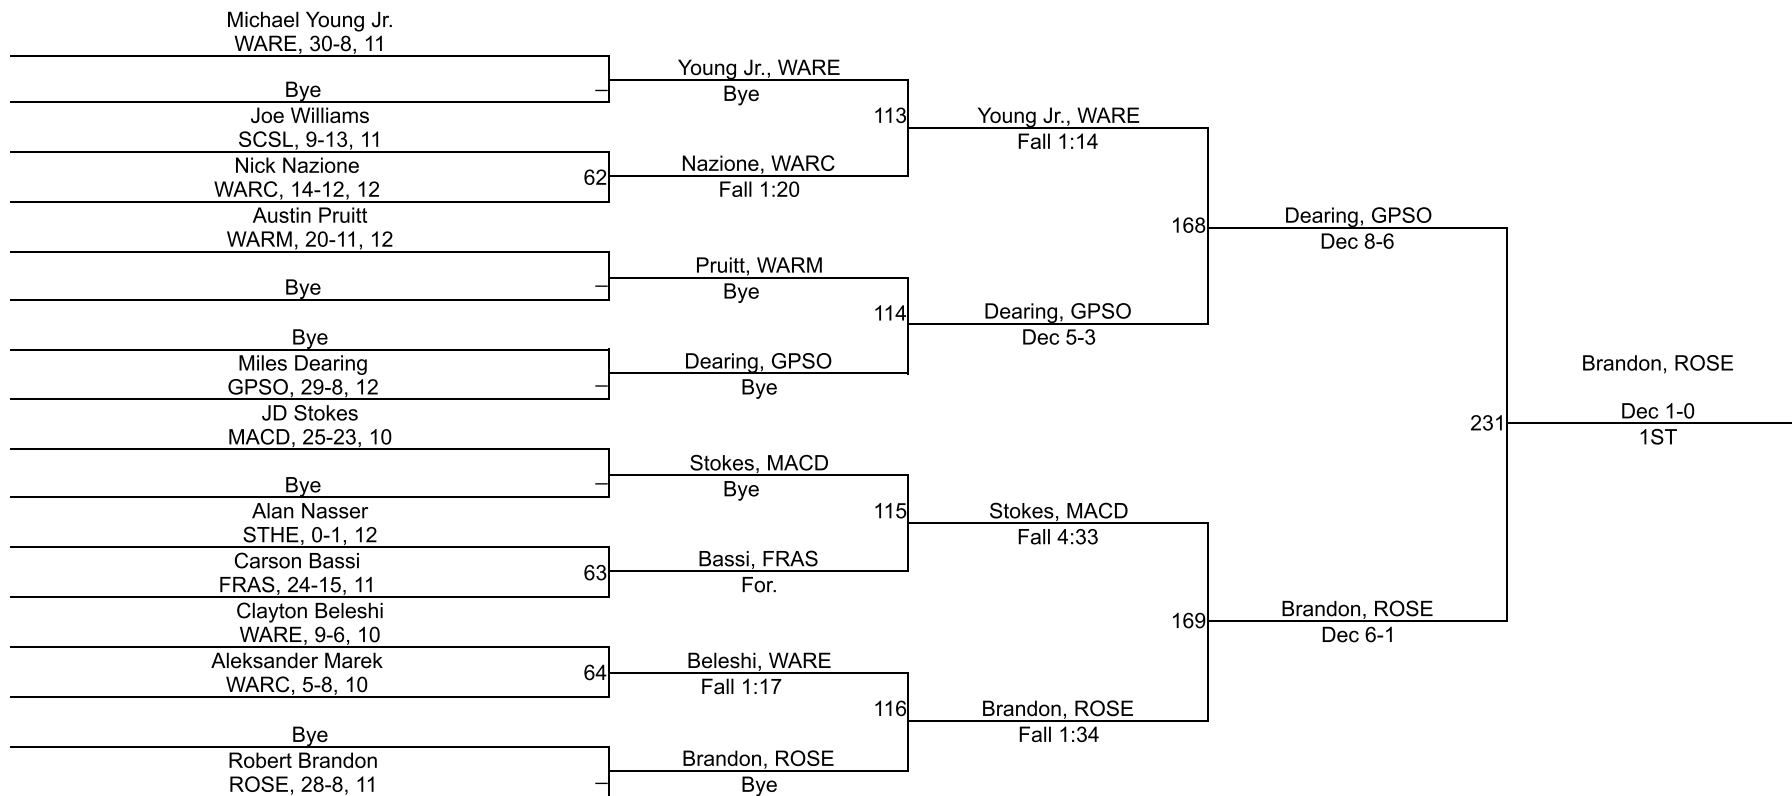 Michael Young Jr.
WARE, 30-8, 11
Bye
–
Joe Williams
SCSL, 9-13, 11
Nick Nazione
WARC, 14-12, 12
62
Austin Pruitt
WARM, 20-11, 12
Bye
–
Bye
Miles Dearing
GPSO, 29-8, 12
–
JD Stokes
MACD, 25-23, 10
Bye
–
Alan Nasser
STHE, 0-1, 12
Carson Bassi
FRAS, 24-15, 11
63
Clayton Beleshi
WARE, 9-6, 10
Aleksander Marek
WARC, 5-8, 10
64
Bye
Robert Brandon
ROSE, 28-8, 11
–
Young Jr., WARE
Bye
113
Nazione, WARC
Fall 1:20
Pruitt, WARM
Bye
114
Dearing, GPSO
Bye
Stokes, MACD
Bye
115
Bassi, FRAS
For.
Beleshi, WARE
Fall 1:17
116
Brandon, ROSE
Bye
Young Jr., WARE
Fall 1:14
168
Dearing, GPSO
Dec 5-3
Stokes, MACD
Fall 4:33
169
Brandon, ROSE
Fall 1:34
Dearing, GPSO
Dec 8-6
231
Brandon, ROSE
Dec 6-1
Brandon, ROSE
Dec 1-0
1ST